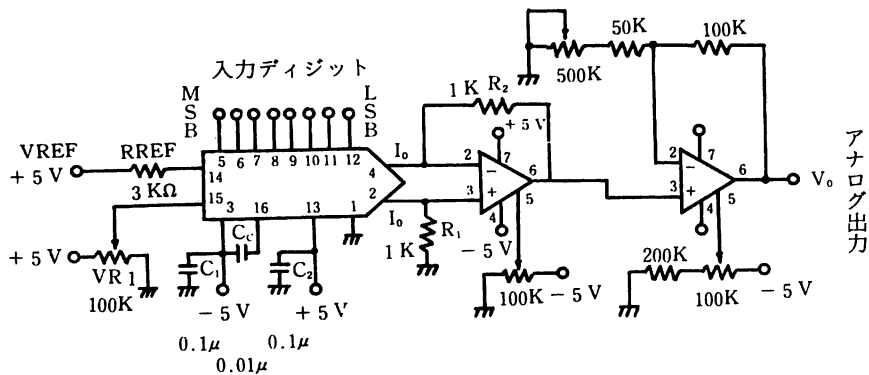 50K
100K
500K
入力ディジット
MSB
LSB
1K R₂
+5V
VREF
+5V
RREF
3KΩ
5 6 7 8 9 10 11 12
14
15
3 16 13 1
4
2
I₀
I₀
2
3
7
6
4
5
−
+
R₁
1K
−5V
100K
−5V
2
3
7
6
4
5
−
+
V₀
アナログ出力
200K
100K
−5V
+5V
VR1
100K
C₁
Cc
C₂
−5V
+5V
0.1μ
0.01μ
0.1μ